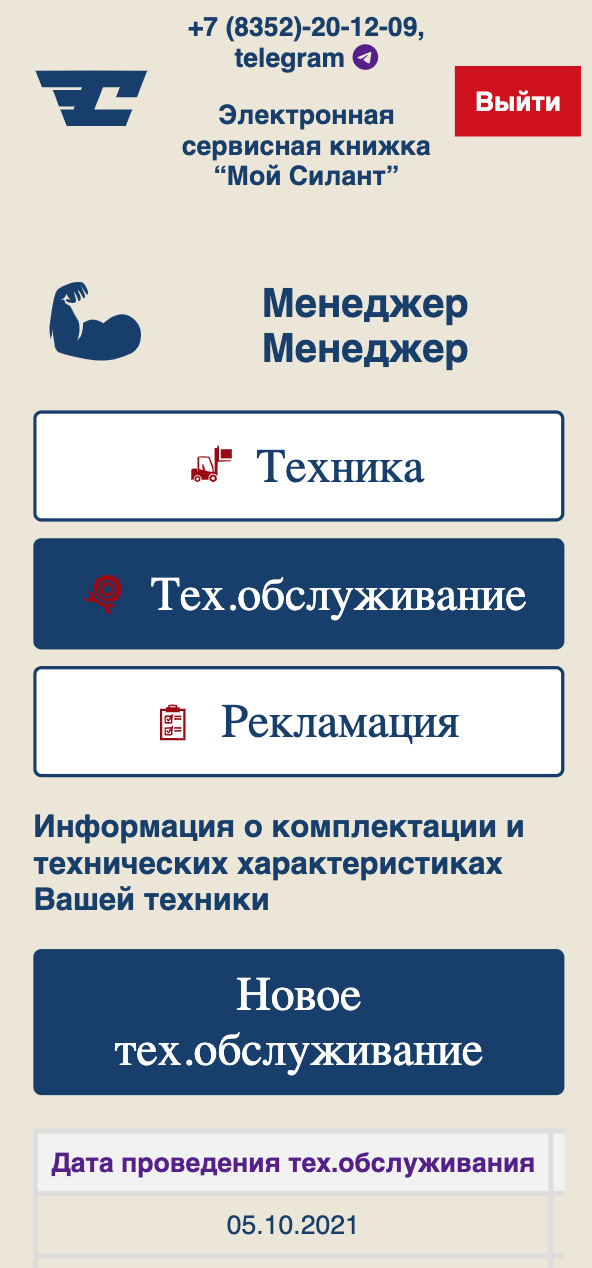 +7 (8352)-20-12-09,
telegram
Электронная
сервисная книжка
“Мой Силант”
Выйти
Менеджер
Менеджер
Техника
Тех.обслуживание
Рекламация
Информация о комплектации и
технических характеристиках
Вашей техники
Новое
тех.обслуживание
Дата проведения тех.обслуживания
05.10.2021